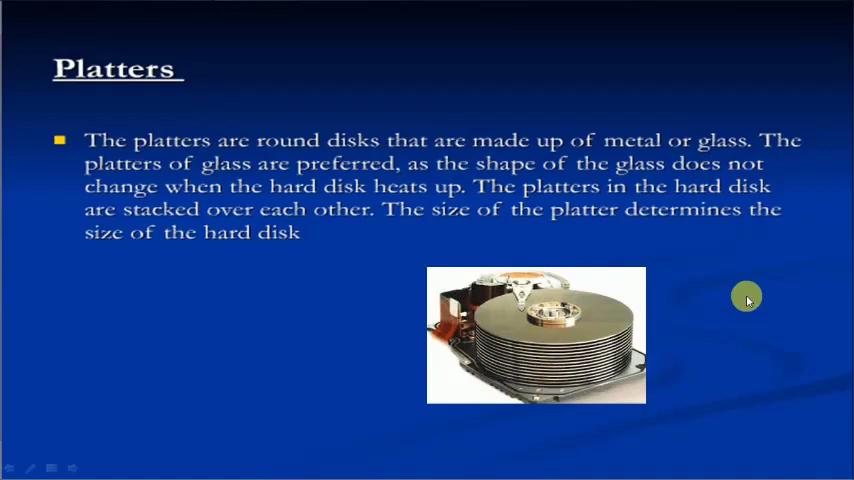 Platters
The platters are round disks that are made up of metal or glass. The
platters of glass are preferred, as the shape of the glass does not
change when the hard disk heats up. The platters in the hard disk
are stacked over each other. The size of the platter determines the
size of the hard disk